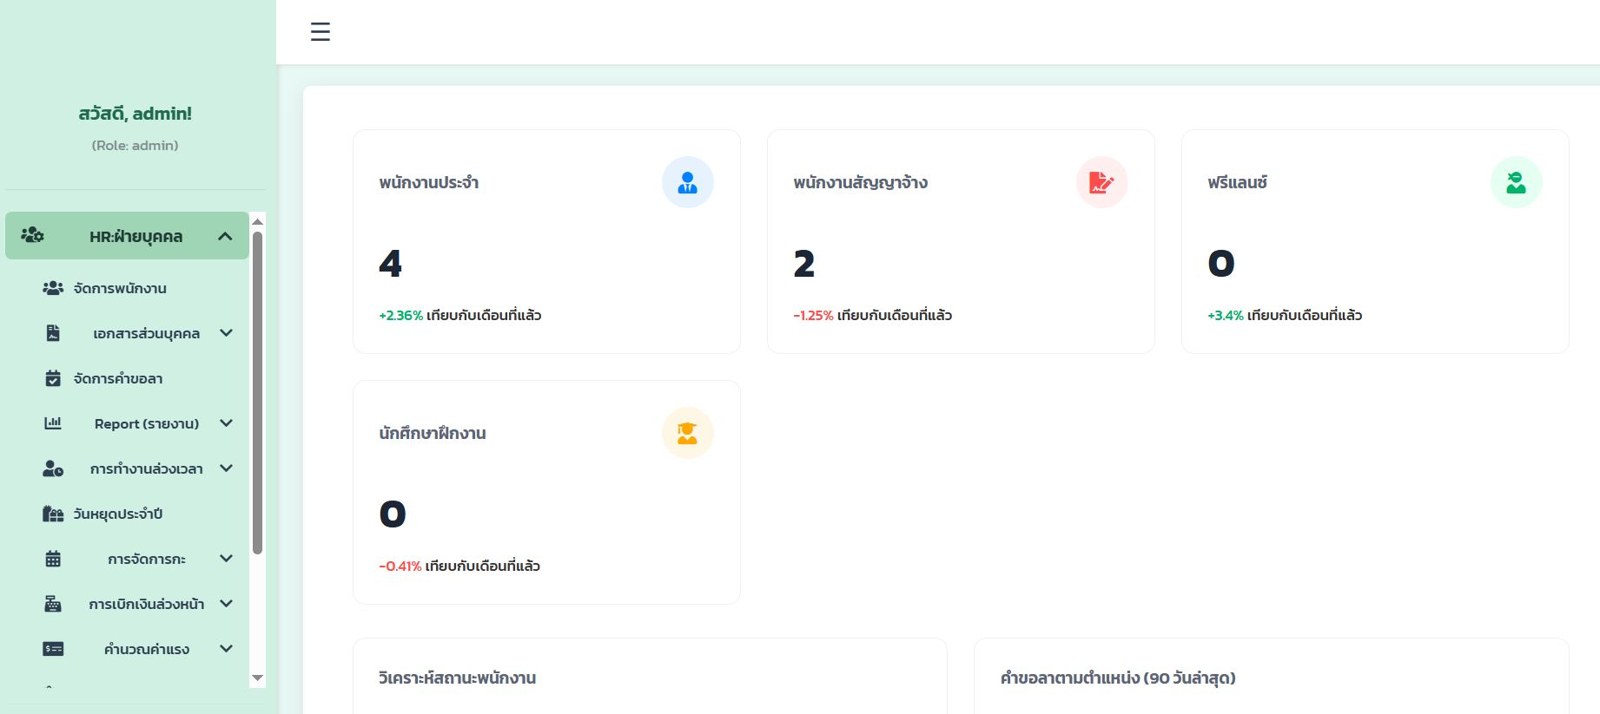 สวัสดี, admin!
(Role: admin)
HR:ฝ่ายบุคคล
จัดการพนักงาน
เอกสารส่วนบุคคล
จัดการคำขอลา
Report (รายงาน)
การทำงานล่วงเวลา
วันหยุดประจำปี
การจัดการกะ
การเบิกเงินล่วงหน้า
คำนวณค่าแรง
พนักงานประจำ
4
+2.36% เทียบกับเดือนที่แล้ว
พนักงานสัญญาจ้าง
2
-1.25% เทียบกับเดือนที่แล้ว
ฟรีแลนซ์
0
+3.4% เทียบกับเดือนที่แล้ว
นักศึกษาฝึกงาน
0
-0.41% เทียบกับเดือนที่แล้ว
วิเคราะห์สถานะพนักงาน
คำขอลาตามตำแหน่ง (90 วันล่าสุด)